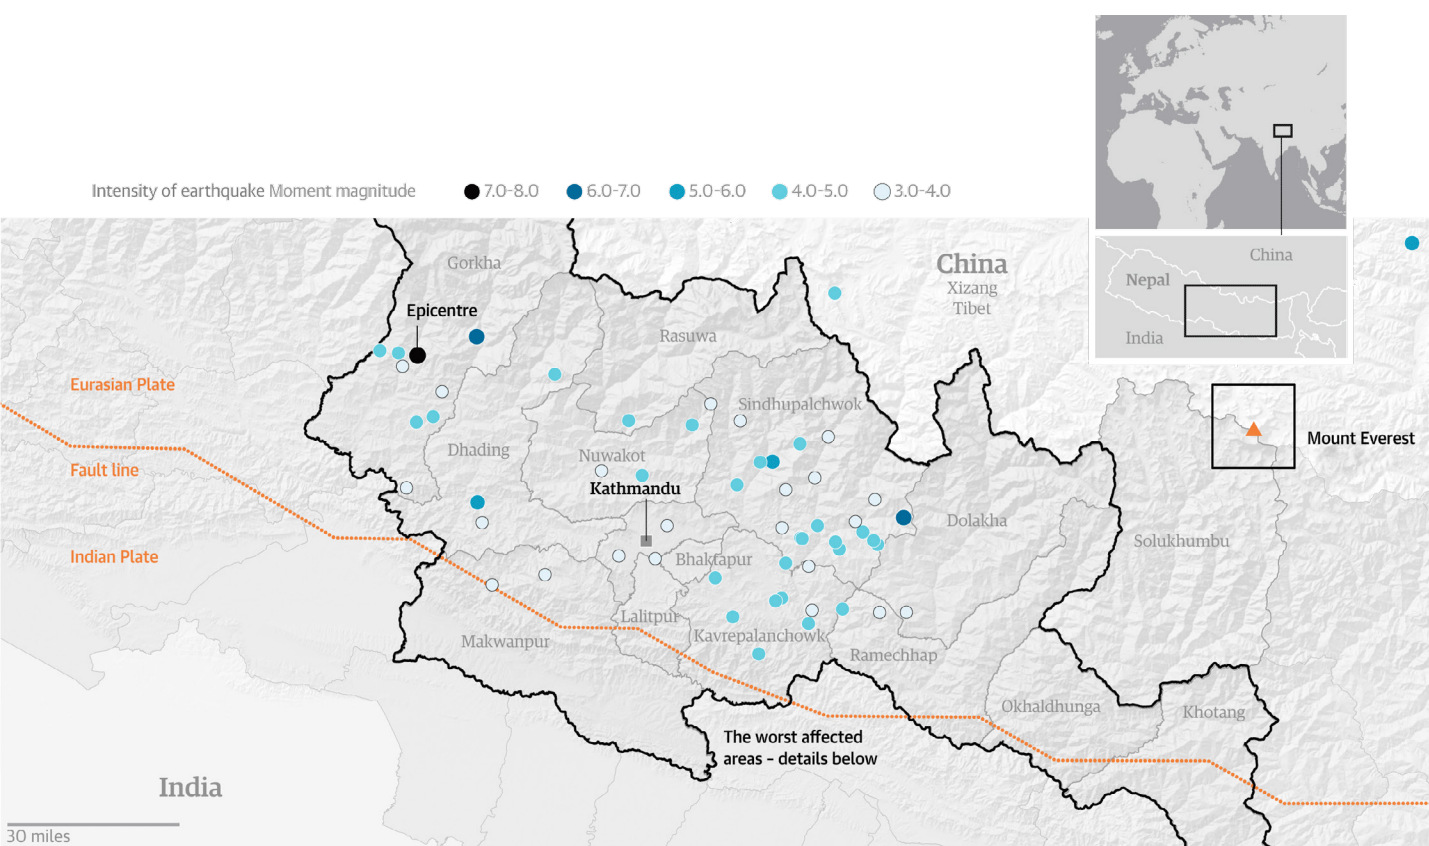 Intensity of earthquake Moment magnitude
7.0-8.0
6.0-7.0
5.0-6.0
4.0-5.0
3.0-4.0
China
Nepal
India
Gorkha
China
Xizang
Tibet
Epicentre
Rasuwa
Eurasian Plate
Sindhupalchwok
Mount Everest
Dhading
Nuwakot
Fault line
Kathmandu
Dolakha
Solukhumbu
Indian Plate
Bhaktapur
Lalitpur
Makwanpur
Kavrepalanchowk
Ramechhap
Okhaldhunga
Khotang
The worst affected
areas - details below
India
30 miles